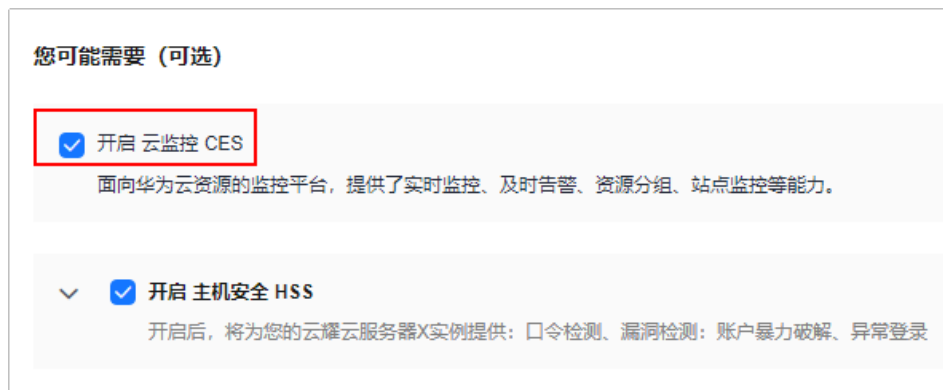 您可能需要（可选）
开启 云监控 CES
面向华为云资源的监控平台，提供了实时监控、及时告警、资源分组、站点监控等能力。
开启 主机安全 HSS
开启后，将为您的云耀云服务器X实例提供：口令检测、漏洞检测：账户暴力破解、异常登录